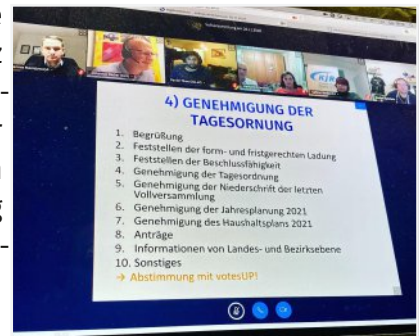 4) GENEHMIGUNG DER
TAGESORNUNG
1. Begrüßung
2. Feststellen der form- und fristgerechten Ladung
3. Feststellen der Beschlussfähigkeit
4. Genehmigung der Tagesordnung
5. Genehmigung der Niederschrift der letzten
Vollversammlung
6. Genehmigung der Jahresplanung 2021
7. Genehmigung des Haushaltsplans 2021
8. Anträge
9. Informationen von Landes- und Bezirksebene
10. Sonstiges
→ Abstimmung mit votesUP!
KJR